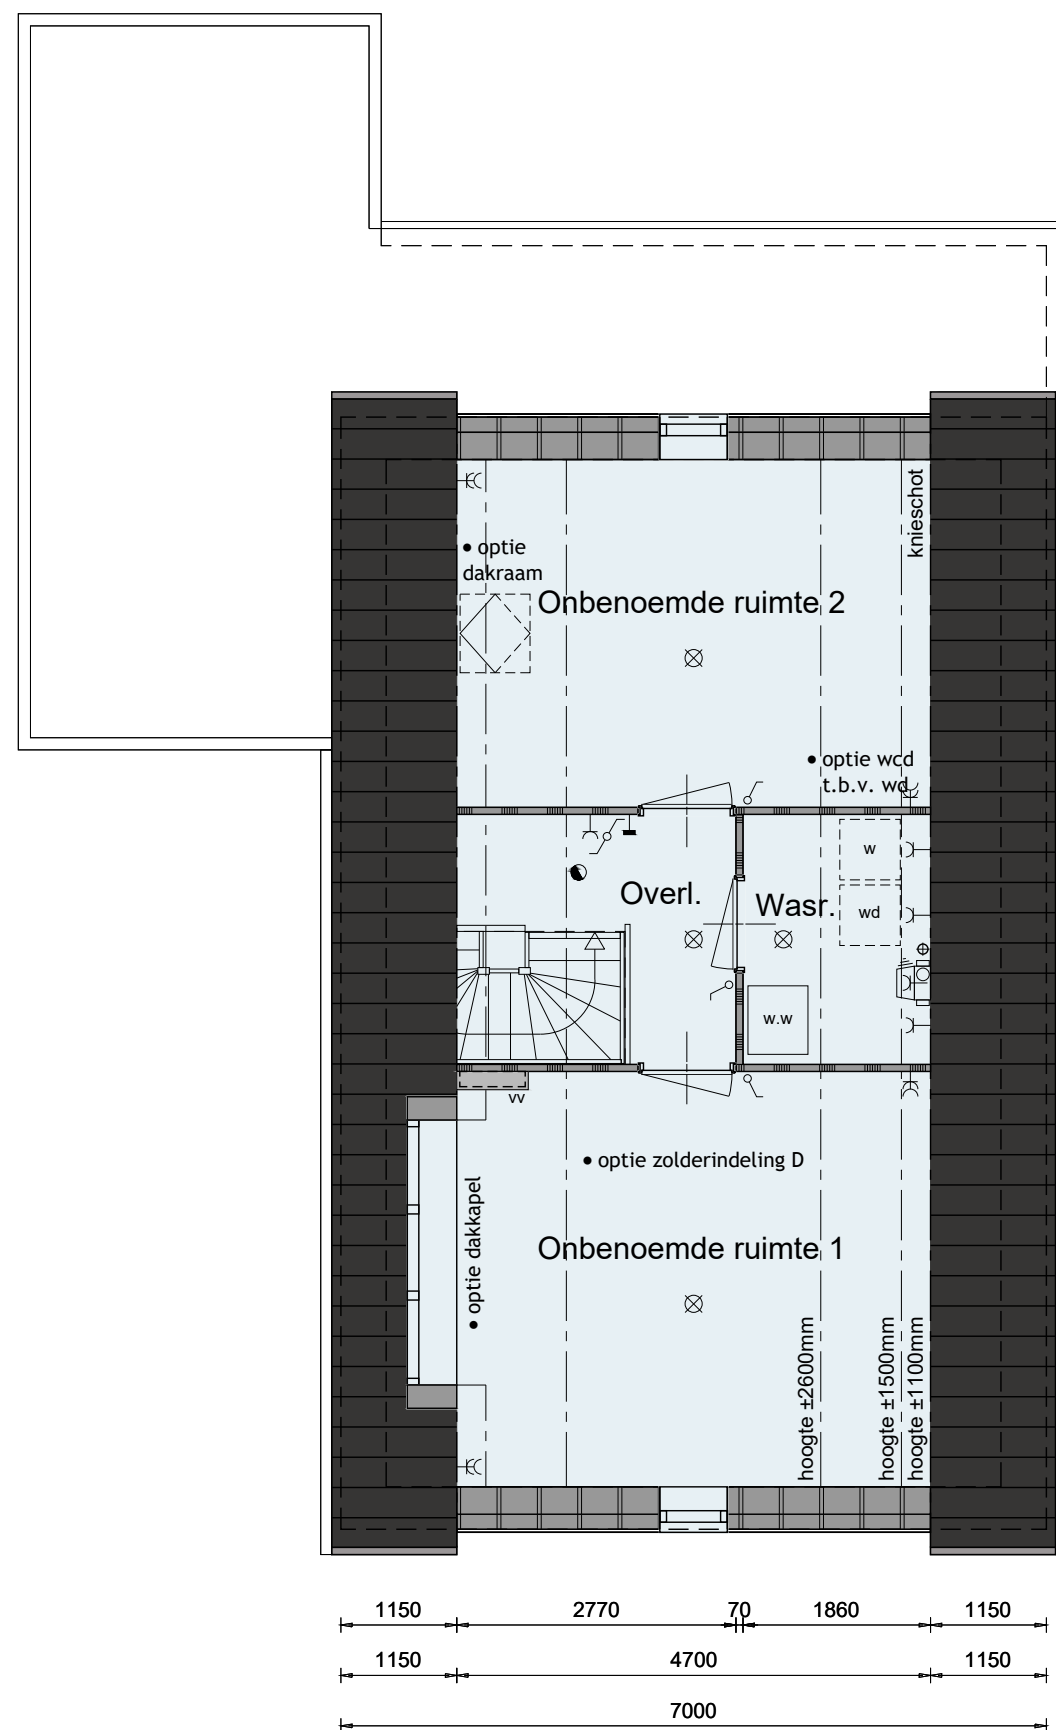 knieschot
• optie
dakraam
Onbenoemde ruimte 2
• optie wcd
t.b.v. wd
w
Overl.
Wasr.
wd
w.w
vv
• optie zolderindeling D
• optie dakkapel
Onbenoemde ruimte 1
hoogte ±2600mm
hoogte ±1500mm
hoogte ±1100mm
1150 2770 70 1860 1150
1150 4700 1150
7000